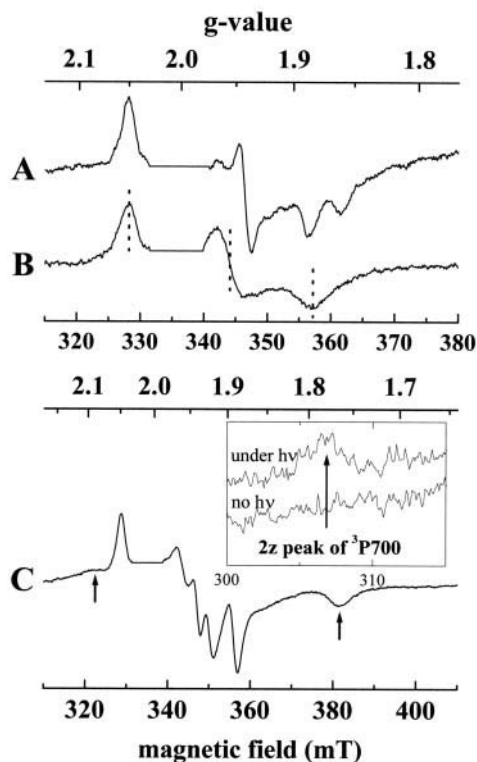 g-value
2.1 2.0 1.9 1.8
A
B
320 330 340 350 360 370 380
2.1 2.0 1.9 1.8 1.7
under hν
no hν
2z peak of ³P700
300 310
C
320 340 360 380 400
magnetic field (mT)